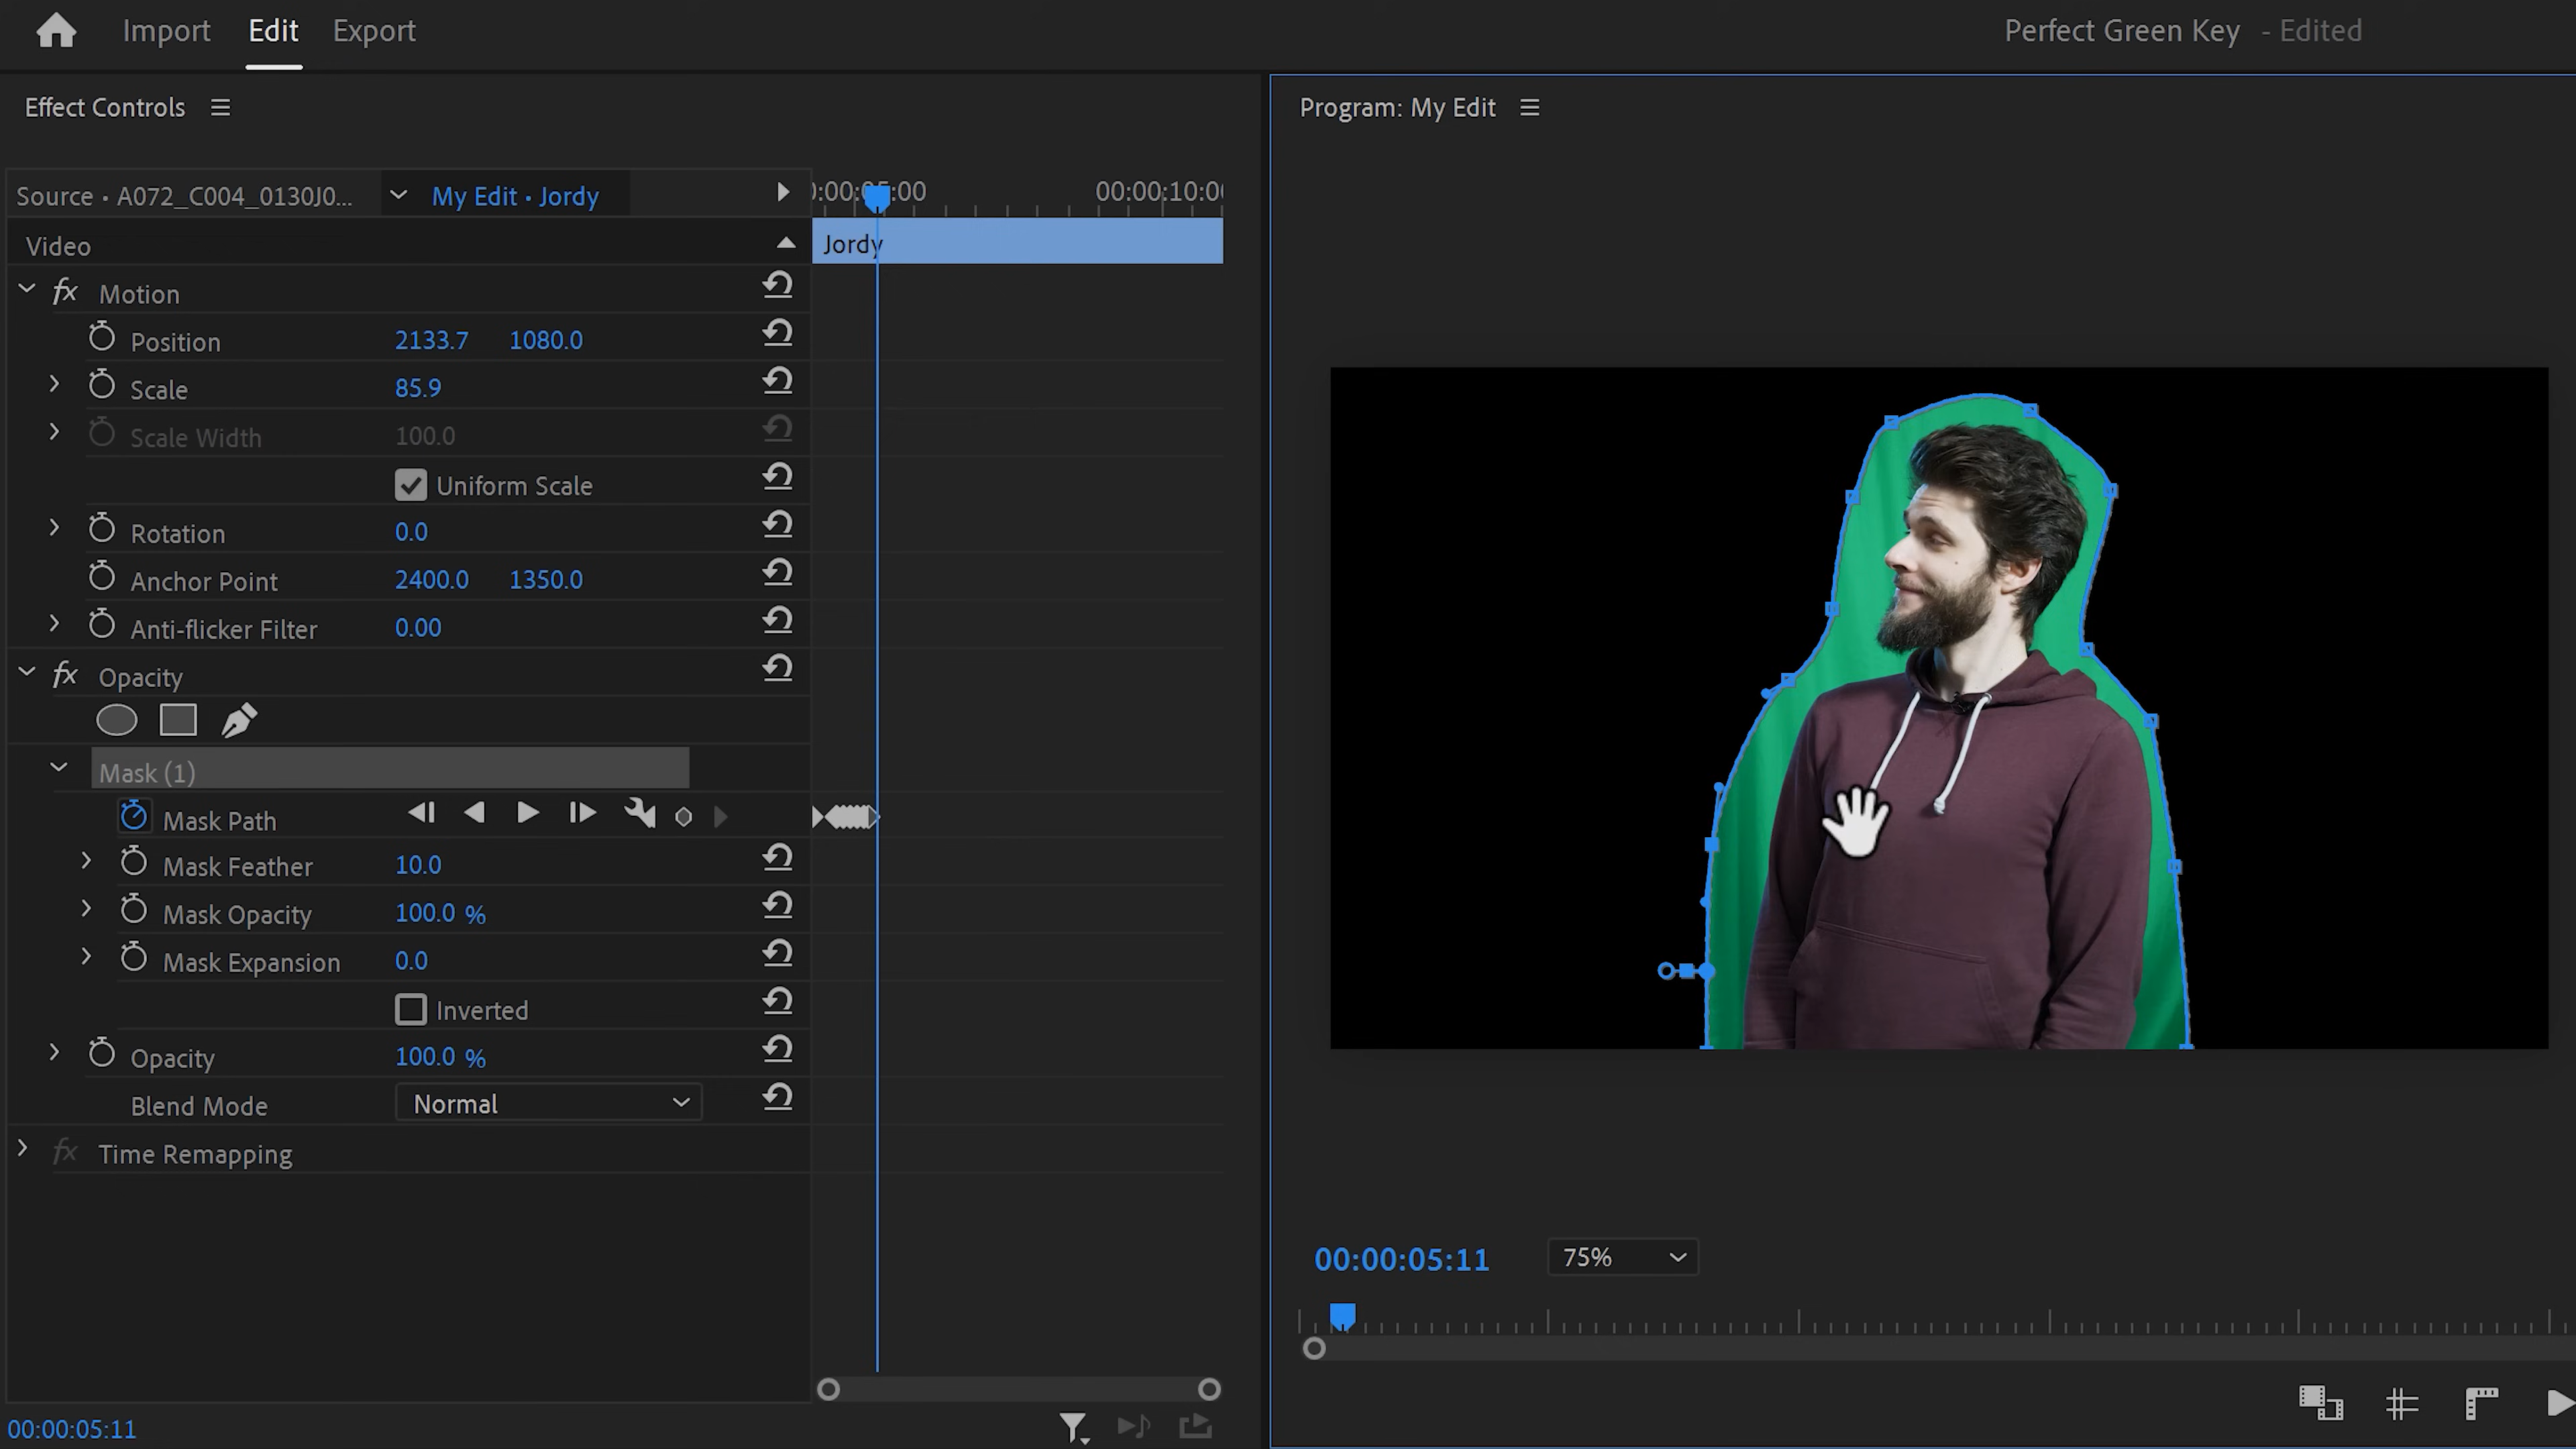 Import Edit Export
Perfect Green Key - Edited
Effect Controls
Source • A072_C004_0130J0... My Edit • Jordy
00:00:10:0
Video
Jordy
fx Motion
Position 2133.7 1080.0
Scale 85.9
Scale Width 100.0
Uniform Scale
Rotation 0.0
Anchor Point 2400.0 1350.0
Anti-flicker Filter 0.00
fx Opacity
Mask (1)
Mask Path
Mask Feather 10.0
Mask Opacity 100.0 %
Mask Expansion 0.0
Inverted
Opacity 100.0 %
Blend Mode Normal
fx Time Remapping
00:00:05:11
Program: My Edit
00:00:05:11 75%